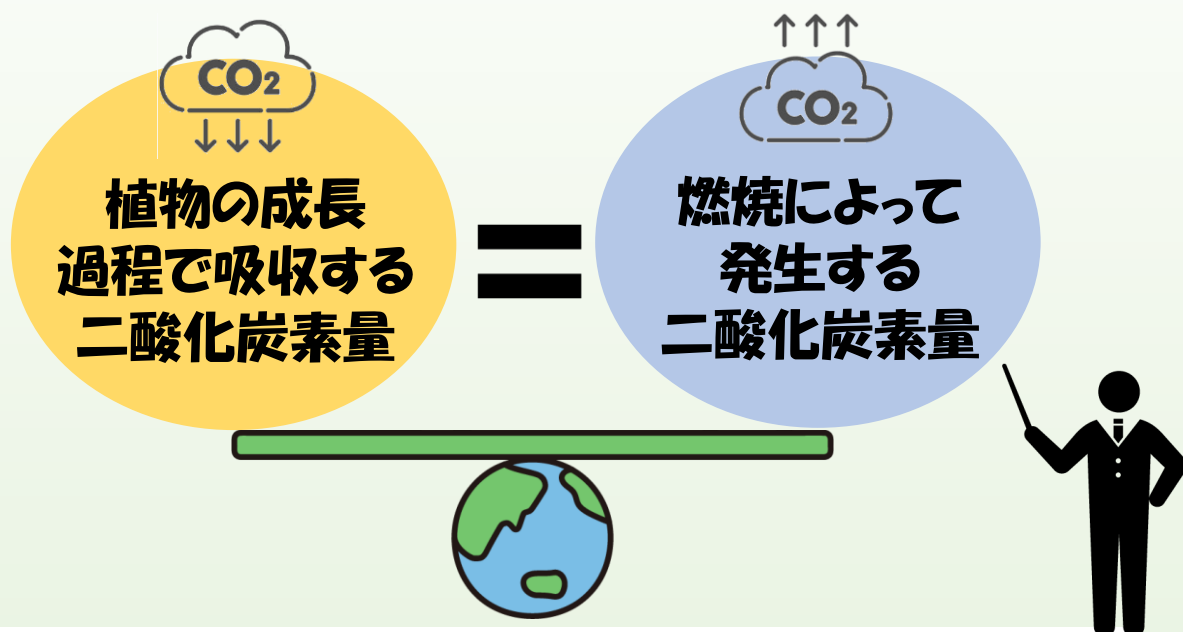 CO2
植物の成長
過程で吸収する
二酸化炭素量
=
CO2
燃焼によって
発生する
二酸化炭素量